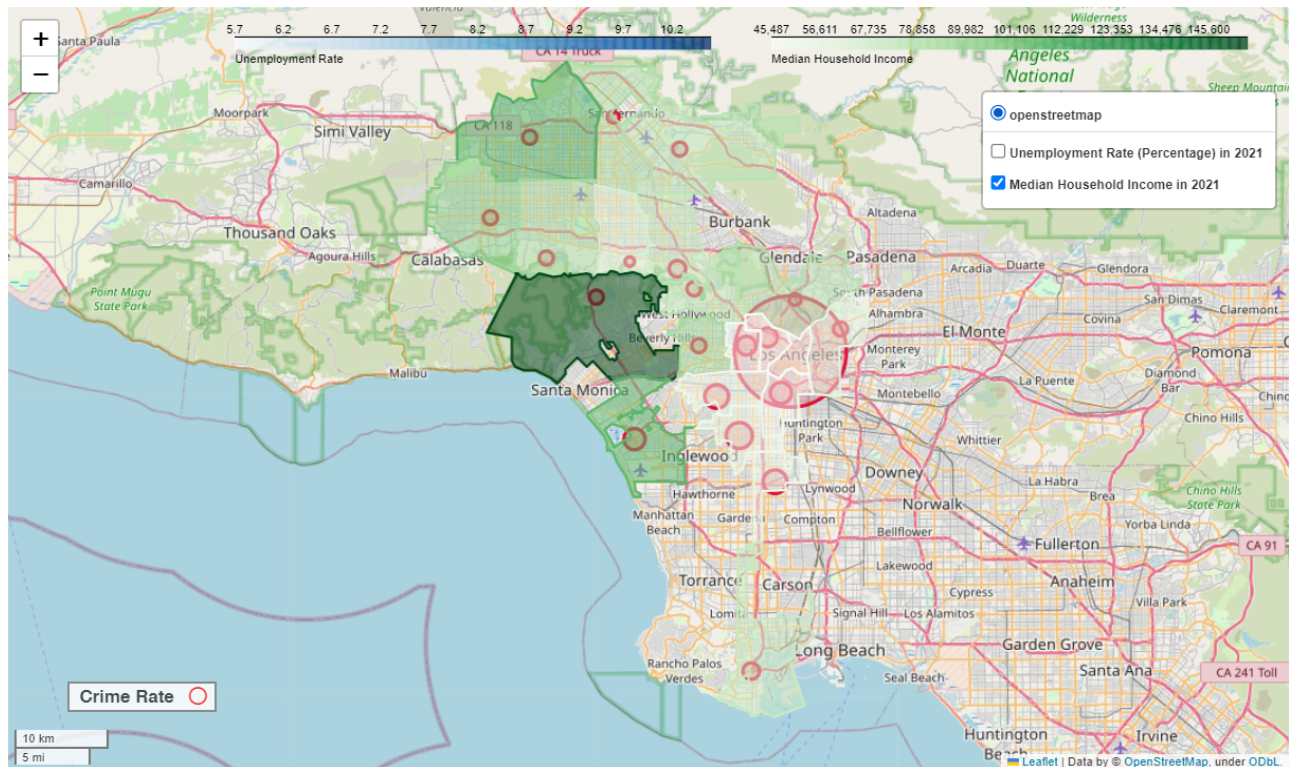 +
−
5.7 6.2 6.7 7.2 7.7 8.2 8.7 9.2 9.7 10.2
Unemployment Rate
45,487 56,611 67,735 78,858 89,982 101,106 112,229 123,353 134,476 145,600
Median Household Income
openstreetmap
Unemployment Rate (Percentage) in 2021
Median Household Income in 2021
Valencia
Wilderness
Santa Paula
CA 14 Truck
Angeles
National
Sheep Mountain
Moorpark
Simi Valley
CA 118
San Fernando
Camarillo
Thousand Oaks
Agoura Hills
Calabasas
Burbank
Altadena
Glendale
Pasadena
Arcadia
Duarte
Glendora
Point Mugu
State Park
South Pasadena
San Dimas
Claremont
West Hollywood
Alhambra
El Monte
Covina
Beverly Hills
Los Angeles
Monterey
Park
Pomona
Malibu
Santa Monica
La Puente
Diamond
Bar
Chino
Montebello
Chino Hills
Huntington
Park
Whittier
Inglewood
Downey
La Habra
Brea
Chino Hills
State Park
Hawthorne
Lynwood
Norwalk
Manhattan
Beach
Compton
Yorba Linda
Bellflower
Fullerton
CA 91
Lakewood
Torrance
Carson
Cypress
Anaheim
Villa Park
Lomita
Signal Hill
Los Alamitos
Garden Grove
Long Beach
Rancho Palos
Verdes
Seal Beach
Santa Ana
CA 241 Toll
Crime Rate
10 km
5 mi
Huntington
Beach
Irvine
Leaflet | Data by © OpenStreetMap, under ODbL.